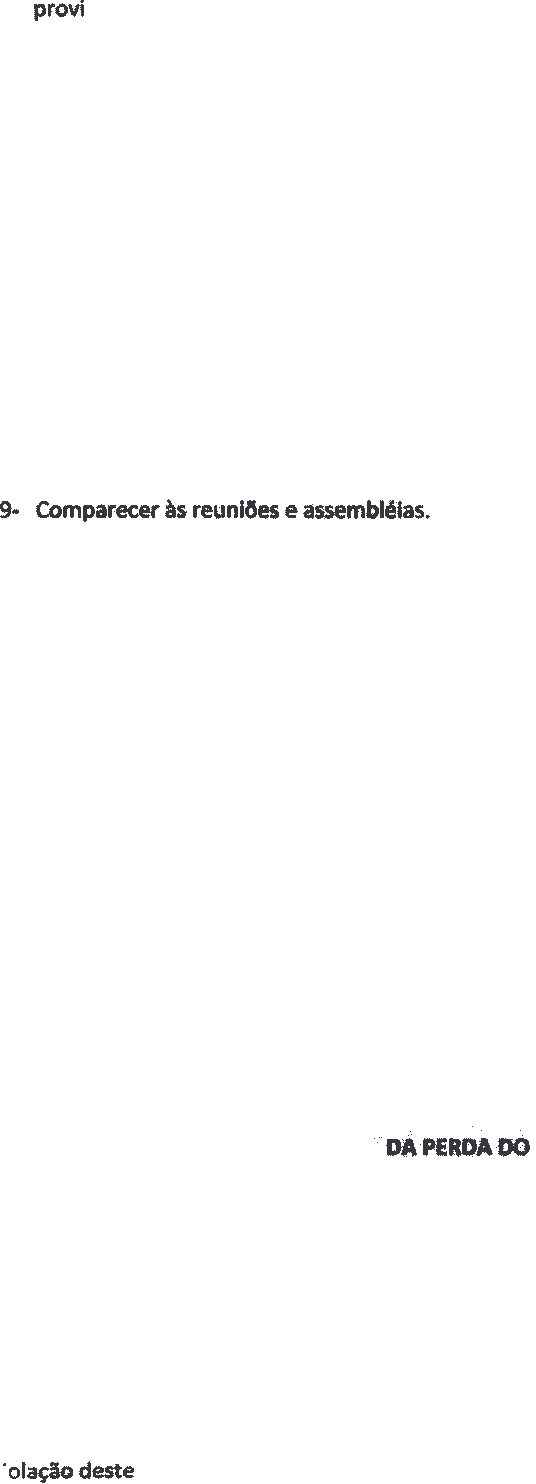 provi
9- Comparecer às reuniões e assembléias.
DA PERDA DO
olação deste